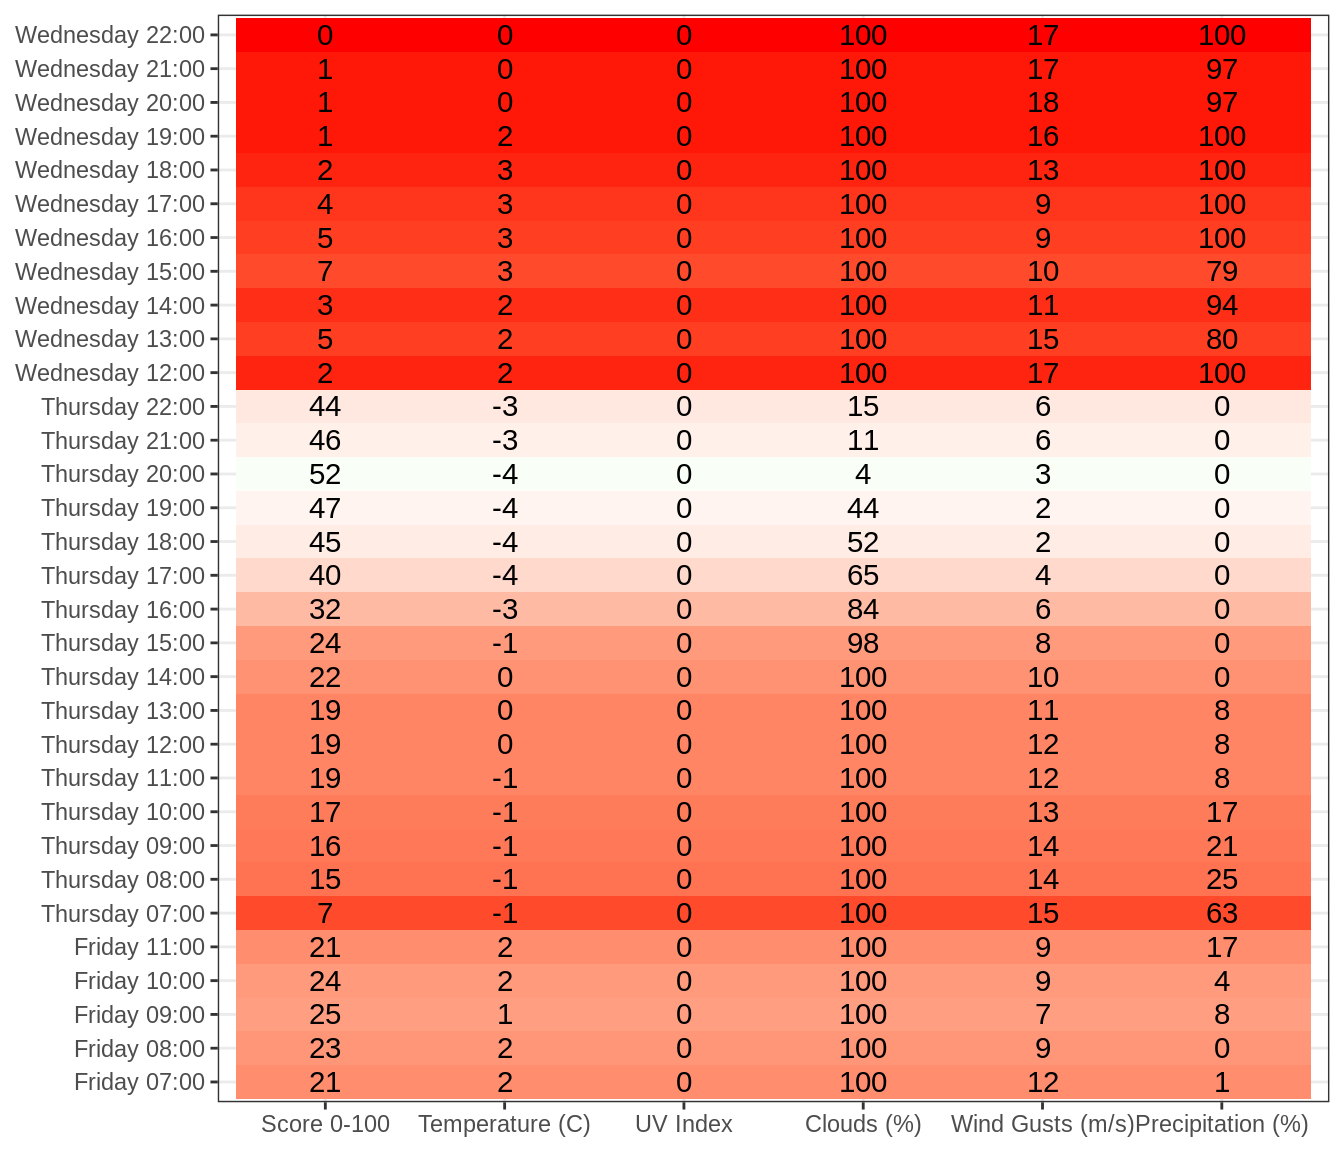 Wednesday 22:00 0 0 0 100 17 100
Wednesday 21:00 1 0 0 100 17 97
Wednesday 20:00 1 0 0 100 18 97
Wednesday 19:00 1 2 0 100 16 100
Wednesday 18:00 2 3 0 100 13 100
Wednesday 17:00 4 3 0 100 9 100
Wednesday 16:00 5 3 0 100 9 100
Wednesday 15:00 7 3 0 100 10 79
Wednesday 14:00 3 2 0 100 11 94
Wednesday 13:00 5 2 0 100 15 80
Wednesday 12:00 2 2 0 100 17 100
Thursday 22:00 44 -3 0 15 6 0
Thursday 21:00 46 -3 0 11 6 0
Thursday 20:00 52 -4 0 4 3 0
Thursday 19:00 47 -4 0 44 2 0
Thursday 18:00 45 -4 0 52 2 0
Thursday 17:00 40 -4 0 65 4 0
Thursday 16:00 32 -3 0 84 6 0
Thursday 15:00 24 -1 0 98 8 0
Thursday 14:00 22 0 0 100 10 0
Thursday 13:00 19 0 0 100 11 8
Thursday 12:00 19 0 0 100 12 8
Thursday 11:00 19 -1 0 100 12 8
Thursday 10:00 17 -1 0 100 13 17
Thursday 09:00 16 -1 0 100 14 21
Thursday 08:00 15 -1 0 100 14 25
Thursday 07:00 7 -1 0 100 15 63
Friday 11:00 21 2 0 100 9 17
Friday 10:00 24 2 0 100 9 4
Friday 09:00 25 1 0 100 7 8
Friday 08:00 23 2 0 100 9 0
Friday 07:00 21 2 0 100 12 1
Score 0-100 Temperature (C) UV Index Clouds (%) Wind Gusts (m/s) Precipitation (%)